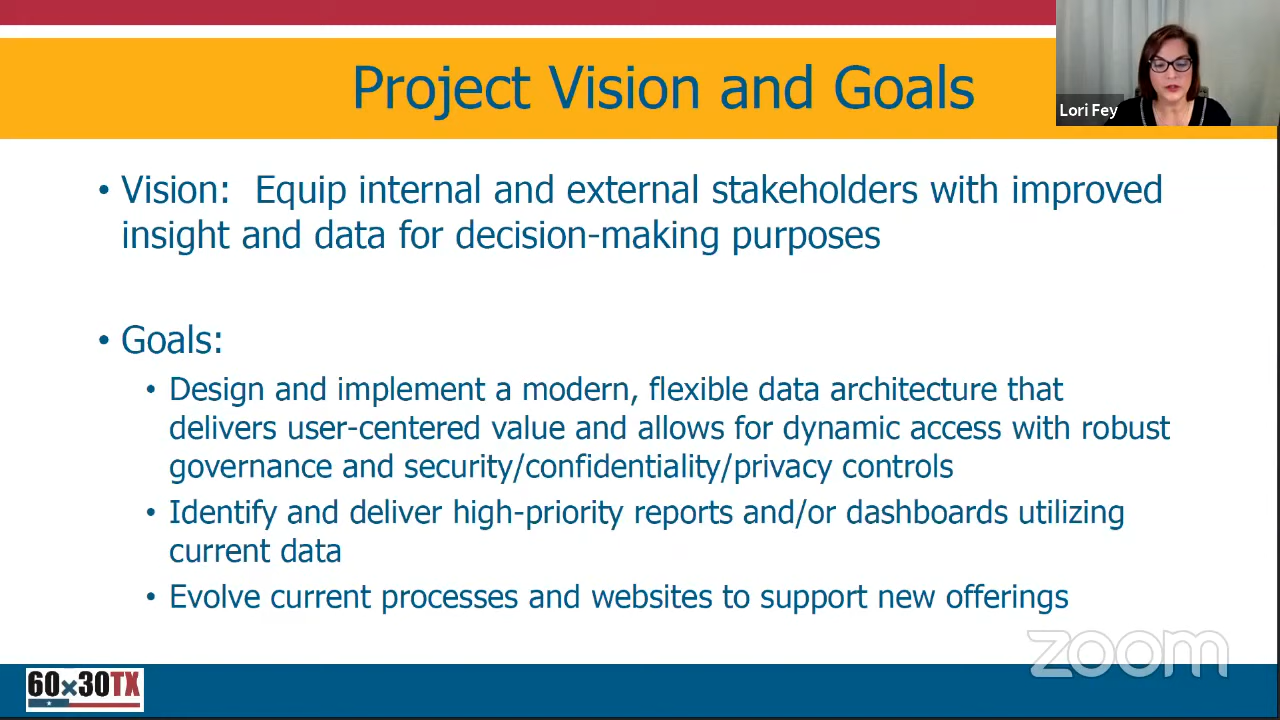 Project Vision and Goals
Lori Fey
• Vision:  Equip internal and external stakeholders with improved
insight and data for decision-making purposes
• Goals:
• Design and implement a modern, flexible data architecture that
delivers user-centered value and allows for dynamic access with robust
governance and security/confidentiality/privacy controls
• Identify and deliver high-priority reports and/or dashboards utilizing
current data
• Evolve current processes and websites to support new offerings
zoom
60x30TX